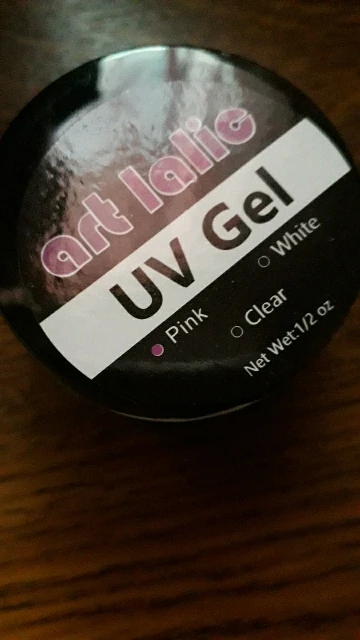 art lalic
UV Gel
Pink
White
Clear
Net Wet:1/2 oz